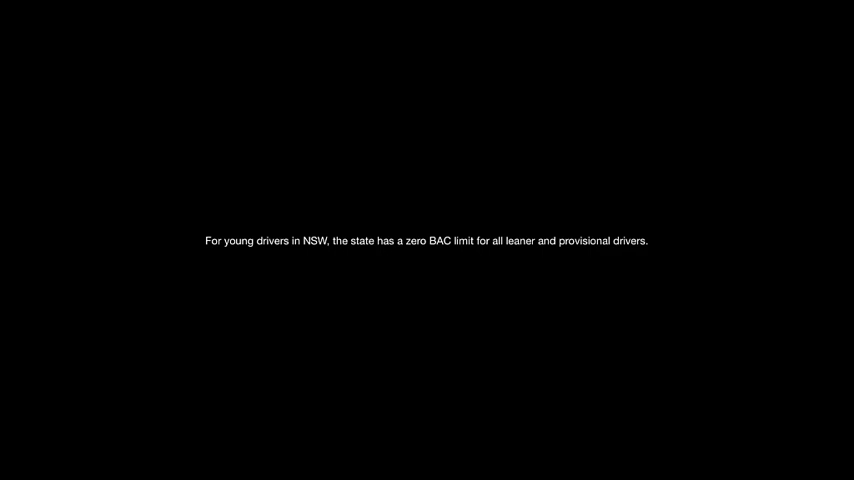 For young drivers in NSW, the state has a zero BAC limit for all leaner and provisional drivers.